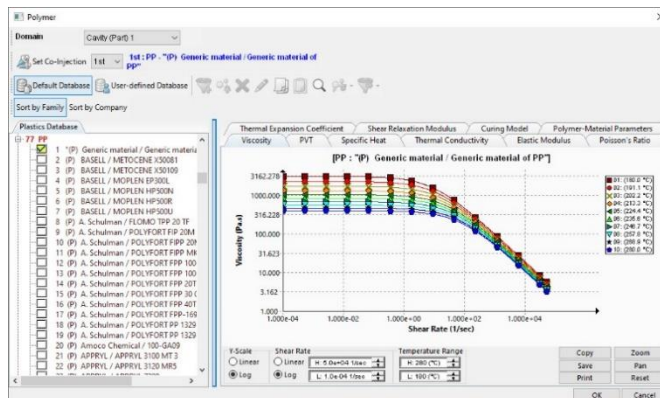 Polymer
Domain
Cavity (Part) 1
Set Co-Injection
1st
1st : PP - "(P) Generic material / Generic material of PP"
Default Database
User-defined Database
Sort by Family
Sort by Company
Plastics Database
77 PP
1 "(P) Generic material / Generic materia
2 (P) BASELL / METOCENE X50081
3 (P) BASELL / METOCENE X50109
4 (P) BASELL / MOPLEN EP300L
5 (P) BASELL / MOPLEN HP500N
6 (P) BASELL / MOPLEN HP500R
7 (P) BASELL / MOPLEN HP500U
8 (P) A. Schulman / FLOMO TPP 20 TF
9 (P) A. Schulman / POLYFORT FIP 20M
10 (P) A. Schulman / POLYFORT FIPP 20M
11 (P) A. Schulman / POLYFORT FIPP MK
12 (P) A. Schulman / POLYFORT FPP 100
13 (P) A. Schulman / POLYFORT FPP 100
14 (P) A. Schulman / POLYFORT FPP 20T
15 (P) A. Schulman / POLYFORT FPP 30 (
16 (P) A. Schulman / POLYFORT FPP 40T
17 (P) A. Schulman / POLYFORT FPP-169
18 (P) A. Schulman / POLYFORT PP 1329
19 (P) A. Schulman / POLYFORT PP 1329
20 (P) Amoco Chemical / 100-GA09
21 (P) APPRYL / APPRYL 3100 MT 3
22 (P) APPRYL / APPRYL 3120 MR5
Thermal Expansion Coefficient
Shear Relaxation Modulus
Curing Model
Polymer-Material Parameters
Viscosity
PVT
Specific Heat
Thermal Conductivity
Elastic Modulus
Poisson's Ratio
[PP : "(P) Generic material / Generic material of PP"]
Viscosity (Pa.s)
3162.278
1000.000
316.228
100.000
31.623
10.000
3.162
1.000
1.000e-04
1.000e-02
1.000e+00
1.000e+02
1.000e+04
Shear Rate (1/sec)
01: (180.0 °C)
02: (191.1 °C)
03: (202.2 °C)
04: (213.3 °C)
05: (224.4 °C)
06: (235.6 °C)
07: (246.7 °C)
08: (257.8 °C)
09: (268.9 °C)
10: (280.0 °C)
Y-Scale
Linear
Log
Shear Rate
Linear
Log
H: 5.0e+04 1/sec
L: 1.0e-04 1/sec
Temperature Range
H: 280 (°C)
L: 180 (°C)
Copy
Zoom
Save
Pan
Print
Reset
OK
Cancel